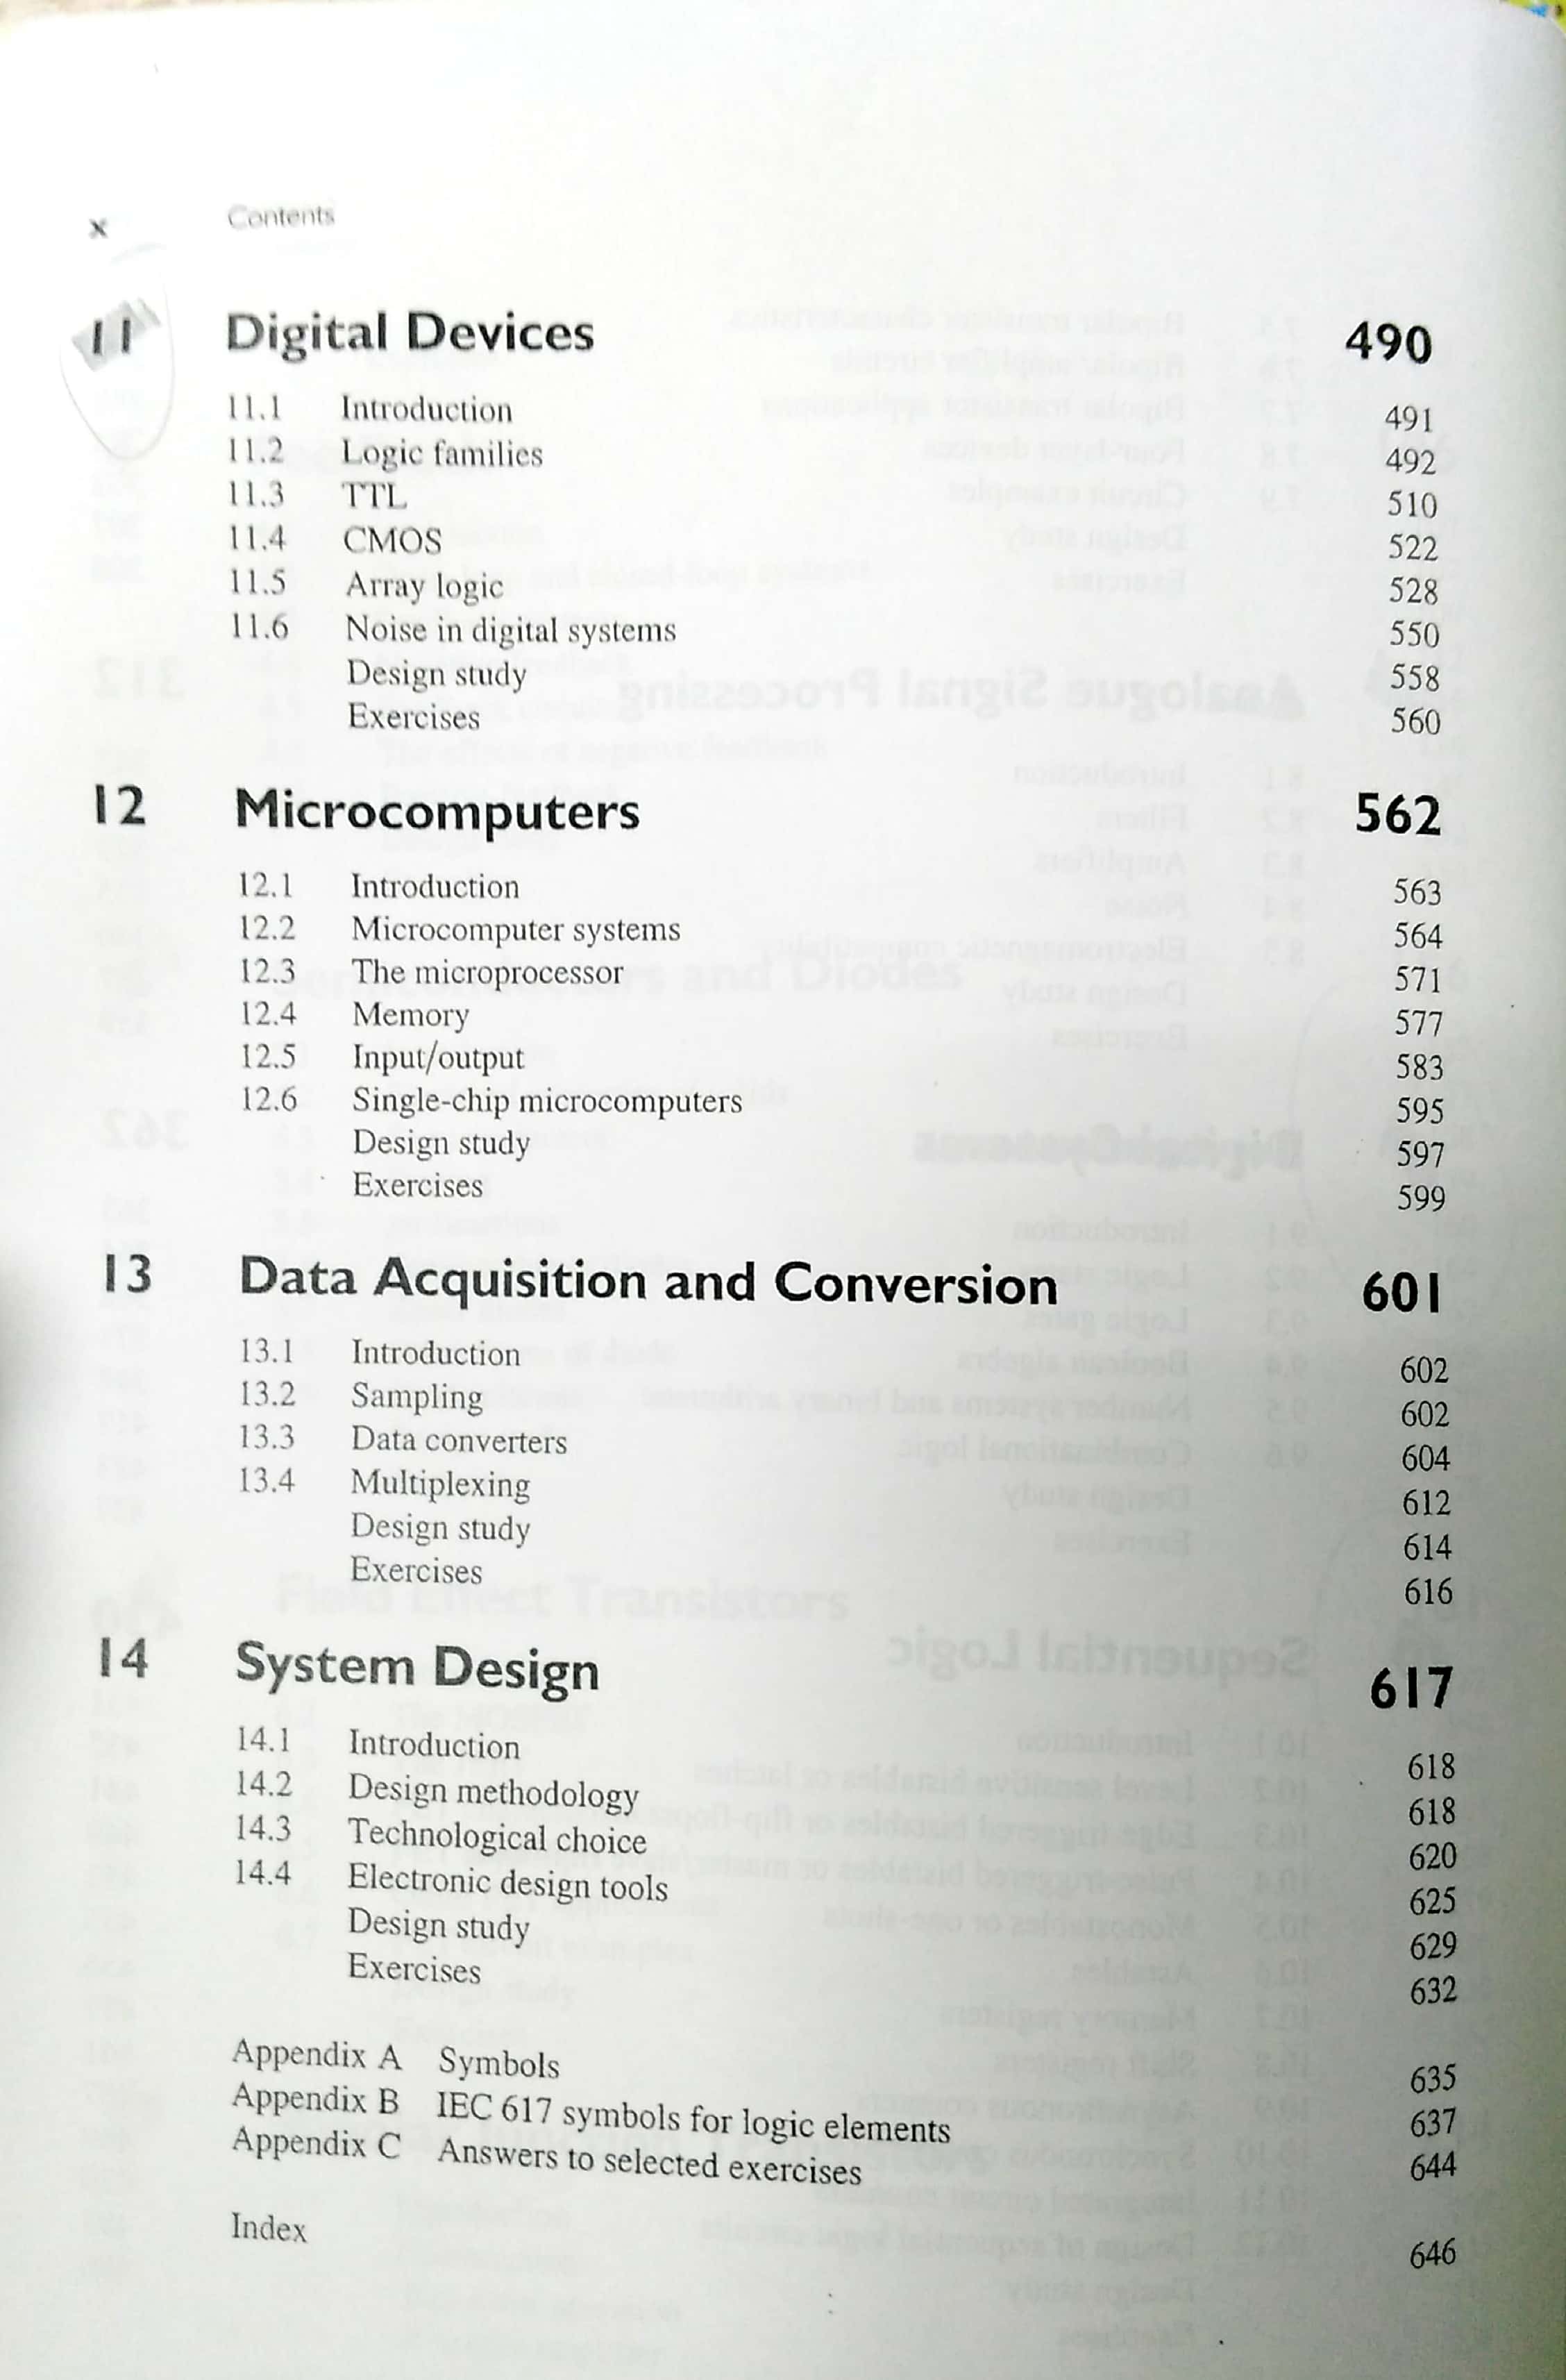 x Contents
11 Digital Devices 490
11.1 Introduction 491
11.2 Logic families 492
11.3 TTL 510
11.4 CMOS 522
11.5 Array logic 528
11.6 Noise in digital systems 550
Design study 558
Exercises 560
12 Microcomputers 562
12.1 Introduction 563
12.2 Microcomputer systems 564
12.3 The microprocessor 571
12.4 Memory 577
12.5 Input/output 583
12.6 Single-chip microcomputers 595
Design study 597
Exercises 599
13 Data Acquisition and Conversion 601
13.1 Introduction 602
13.2 Sampling 602
13.3 Data converters 604
13.4 Multiplexing 612
Design study 614
Exercises 616
14 System Design 617
14.1 Introduction 618
14.2 Design methodology 618
14.3 Technological choice 620
14.4 Electronic design tools 625
Design study 629
Exercises 632
Appendix A Symbols 635
Appendix B IEC 617 symbols for logic elements 637
Appendix C Answers to selected exercises 644
Index 646